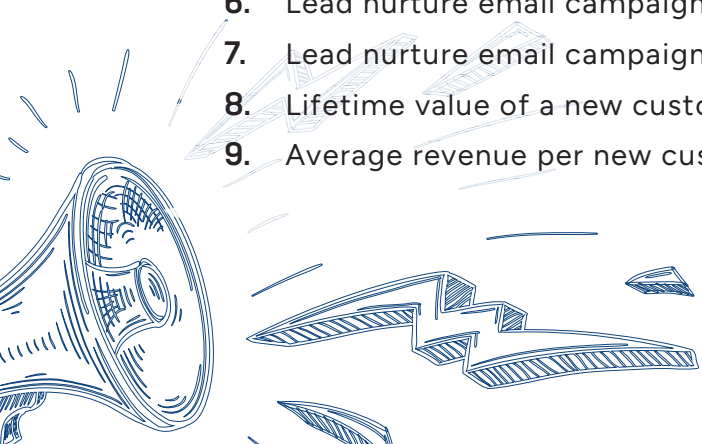 6. Lead nurture email campaign
7. Lead nurture email campaign
8. Lifetime value of a new custo
9. Average revenue per new cus